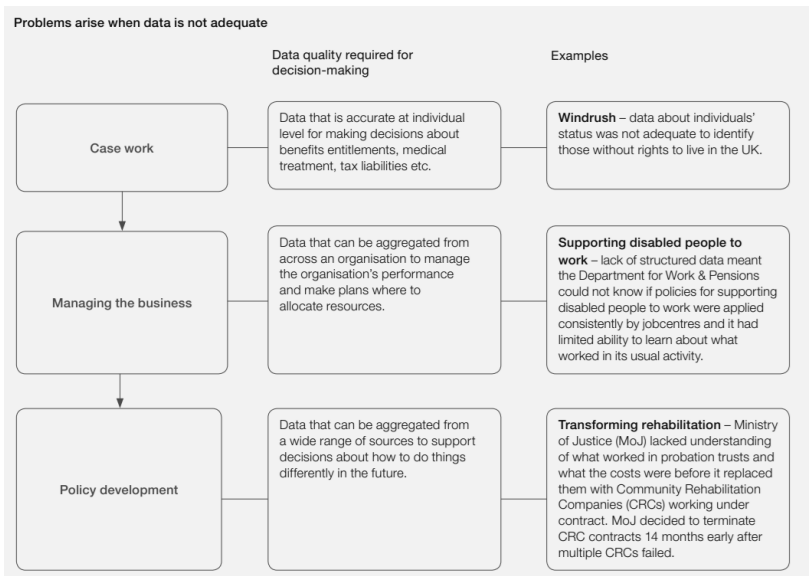 Problems arise when data is not adequate
Data quality required for
decision-making
Examples
Case work
Data that is accurate at individual
level for making decisions about
benefits entitlements, medical
treatment, tax liabilities etc.
Windrush – data about individuals'
status was not adequate to identify
those without rights to live in the UK.
Managing the business
Data that can be aggregated from
across an organisation to manage
the organisation's performance
and make plans where to
allocate resources.
Supporting disabled people to
work – lack of structured data meant
the Department for Work & Pensions
could not know if policies for supporting
disabled people to work were applied
consistently by jobcentres and it had
limited ability to learn about what
worked in its usual activity.
Policy development
Data that can be aggregated from
a wide range of sources to support
decisions about how to do things
differently in the future.
Transforming rehabilitation – Ministry
of Justice (MoJ) lacked understanding
of what worked in probation trusts and
what the costs were before it replaced
them with Community Rehabilitation
Companies (CRCs) working under
contract. MoJ decided to terminate
CRC contracts 14 months early after
multiple CRCs failed.